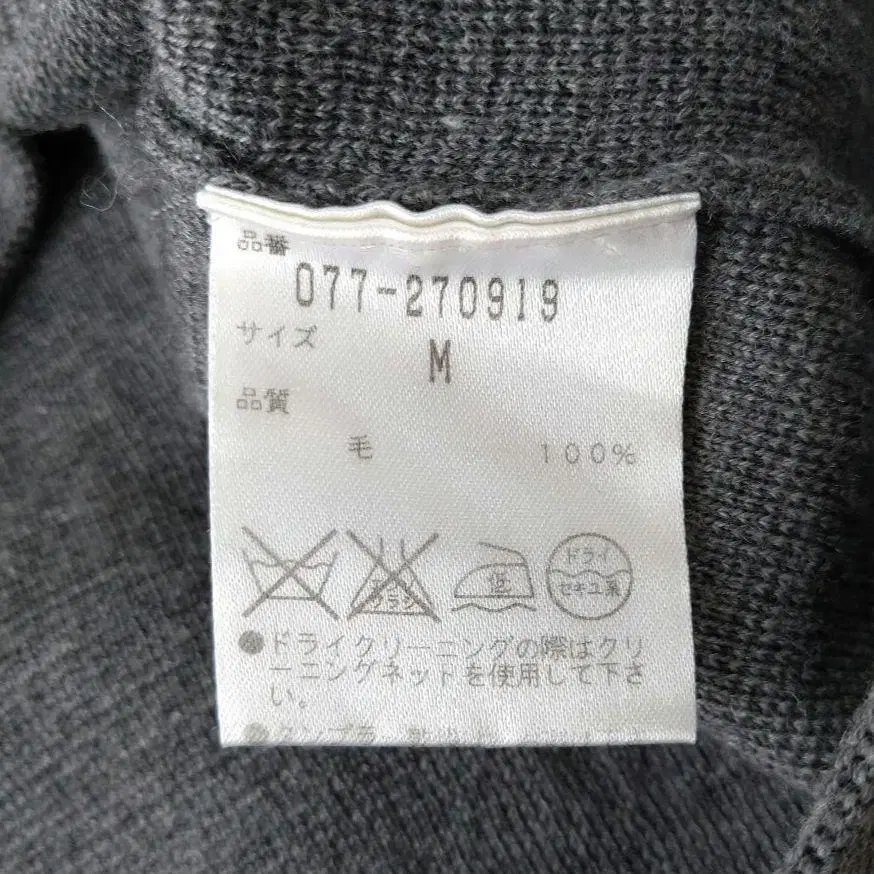 品番
077-270919
サイズ
M
品質
毛 100%
低
ドライ
セキユ系
●ドライクリーニングの際はクリ
ーニングネットを使用して下さ
い。